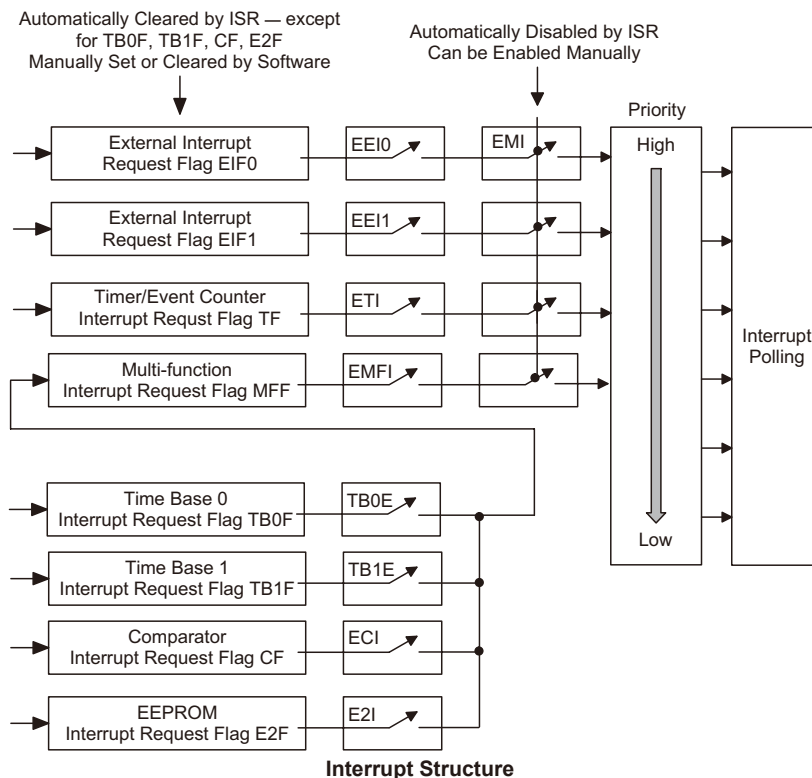 Automatically Cleared by ISR — except
for TB0F, TB1F, CF, E2F
Manually Set or Cleared by Software
Automatically Disabled by ISR
Can be Enabled Manually
Priority
External Interrupt
Request Flag EIF0
EEI0
EMI
High
External Interrupt
Request Flag EIF1
EEI1
Timer/Event Counter
Interrupt Requst Flag TF
ETI
Interrupt
Polling
Multi-function
Interrupt Request Flag MFF
EMFI
Time Base 0
Interrupt Request Flag TB0F
TB0E
Low
Time Base 1
Interrupt Request Flag TB1F
TB1E
Comparator
Interrupt Request Flag CF
ECI
EEPROM
Interrupt Request Flag E2F
E2I
Interrupt Structure